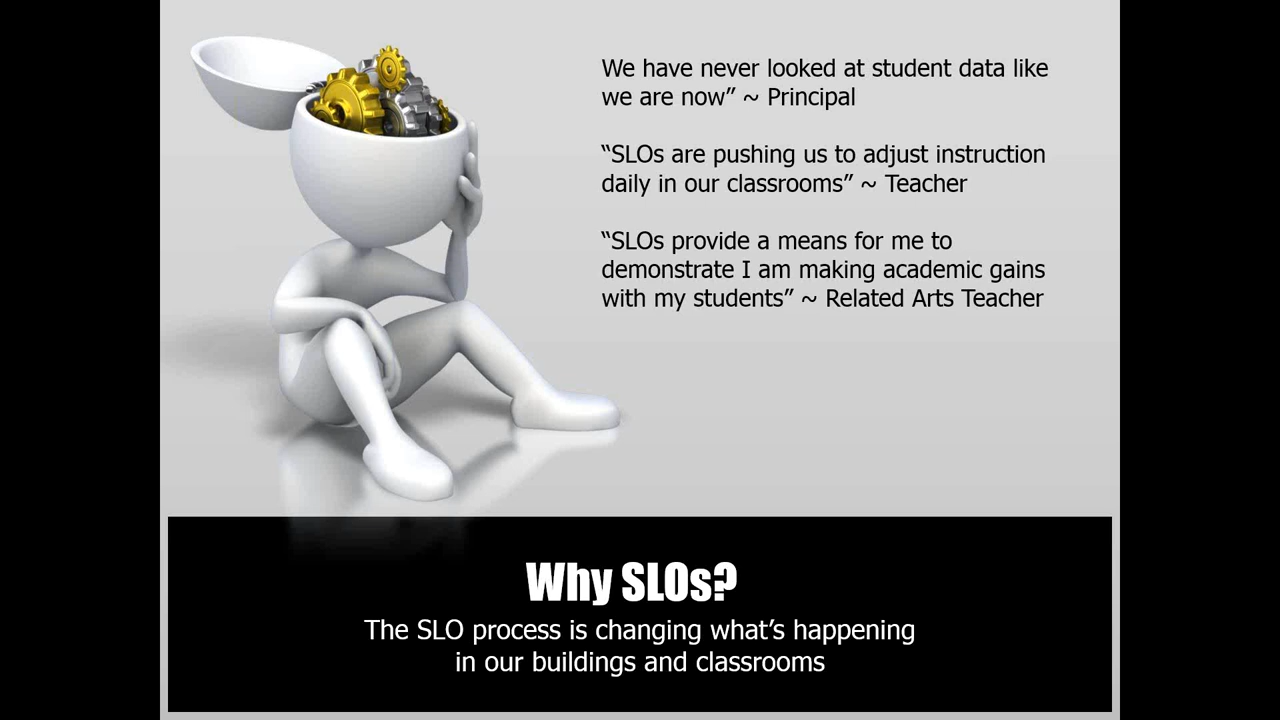 We have never looked at student data like
we are now” ~ Principal
“SLOs are pushing us to adjust instruction
daily in our classrooms” ~ Teacher
“SLOs provide a means for me to
demonstrate I am making academic gains
with my students” ~ Related Arts Teacher
Why SLOs?
The SLO process is changing what’s happening
in our buildings and classrooms